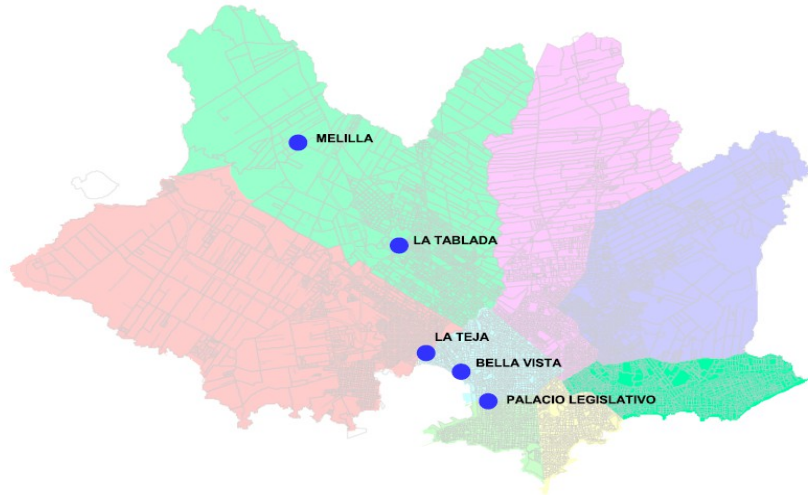 MELILLA
LA TABLADA
LA TEJA
BELLA VISTA
PALACIO LEGISLATIVO